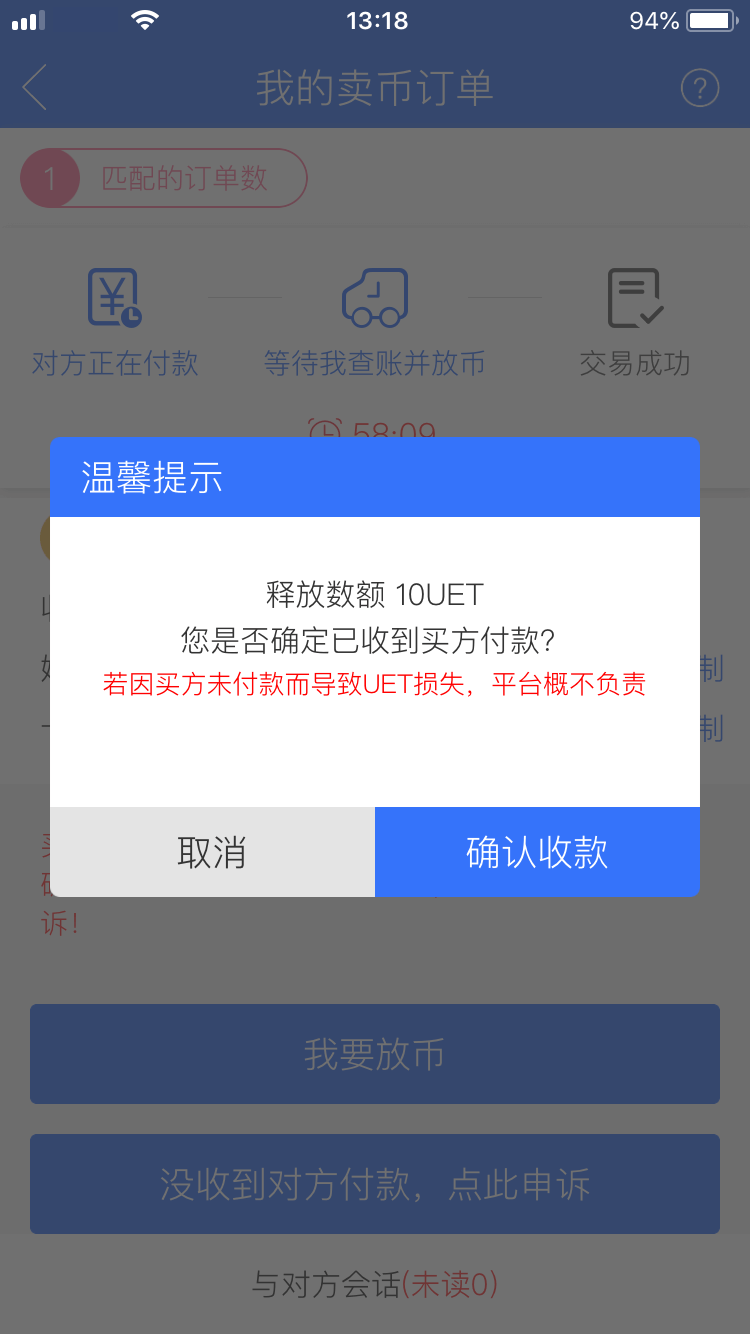 13:18
94%
我的卖币订单
?
1 匹配的订单数
对方正在付款 等待我查账并放币 交易成功
58:09
温馨提示
释放数额 10UET
您是否确定已收到买方付款?
若因买方未付款而导致UET损失，平台概不负责
制
制
取消 确认收款
诉！
我要放币
没收到对方付款，点此申诉
与对方会话(未读0)